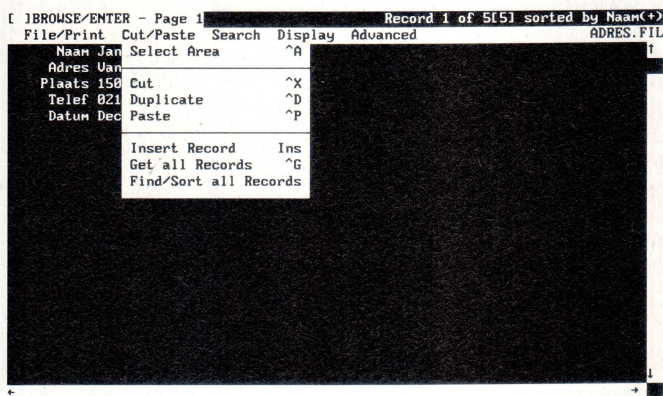 [ ]BROWSE/ENTER - Page 1 Record 1 of 5[5] sorted by Naam(+)
File/Print Cut/Paste Search Display Advanced ADRES.FIL
Naam Jan Select Area ^A ↑
Adres Van
Plaats 150 Cut ^X
Telef 021 Duplicate ^D
Datum Dec Paste ^P
Insert Record Ins
Get all Records ^G
Find/Sort all Records
↓
← →